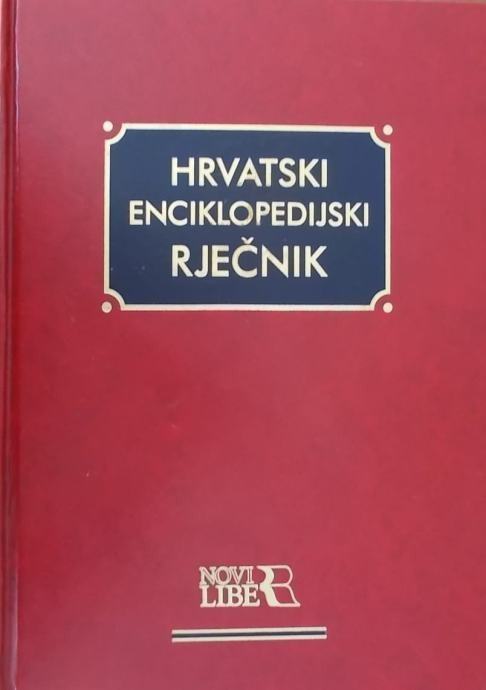 HRVATSKI
ENCIKLOPEDIJSKI
RJEČNIK
NOVI
LIBER